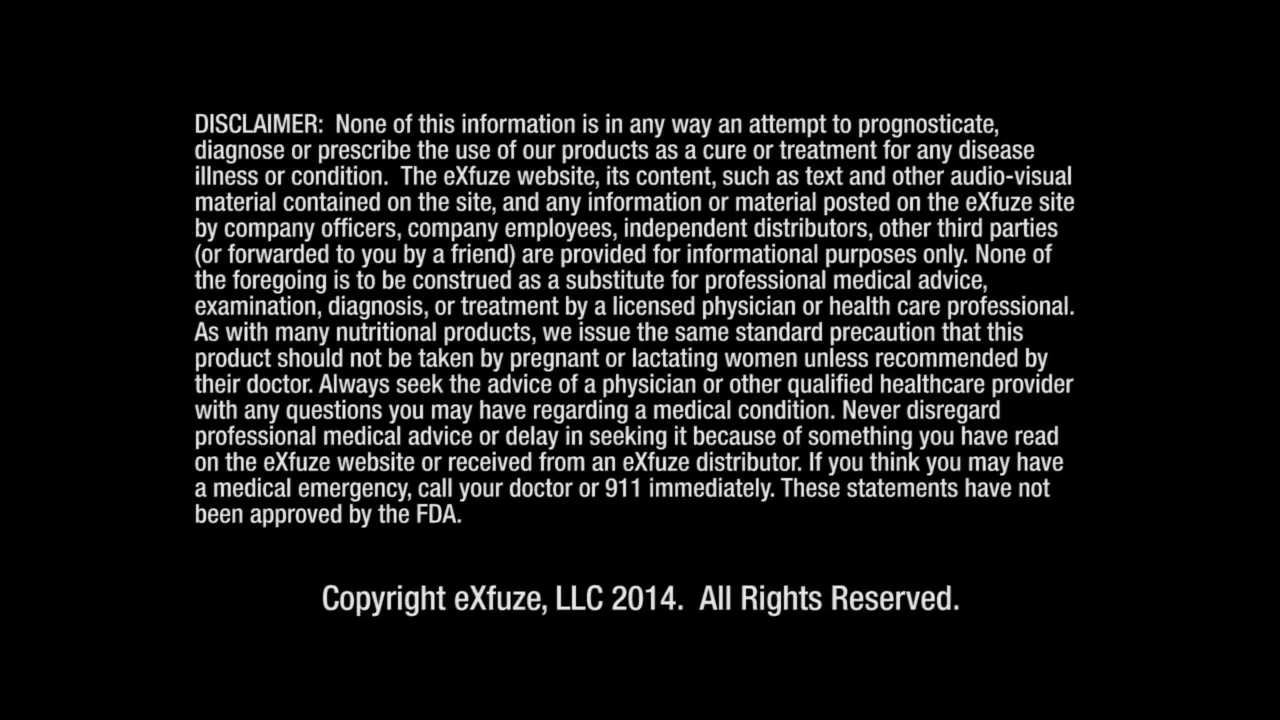 DISCLAIMER:  None of this information is in any way an attempt to prognosticate,
diagnose or prescribe the use of our products as a cure or treatment for any disease
illness or condition.  The eXfuze website, its content, such as text and other audio-visual
material contained on the site, and any information or material posted on the eXfuze site
by company officers, company employees, independent distributors, other third parties
(or forwarded to you by a friend) are provided for informational purposes only. None of
the foregoing is to be construed as a substitute for professional medical advice,
examination, diagnosis, or treatment by a licensed physician or health care professional.
As with many nutritional products, we issue the same standard precaution that this
product should not be taken by pregnant or lactating women unless recommended by
their doctor. Always seek the advice of a physician or other qualified healthcare provider
with any questions you may have regarding a medical condition. Never disregard
professional medical advice or delay in seeking it because of something you have read
on the eXfuze website or received from an eXfuze distributor. If you think you may have
a medical emergency, call your doctor or 911 immediately. These statements have not
been approved by the FDA.
Copyright eXfuze, LLC 2014.  All Rights Reserved.